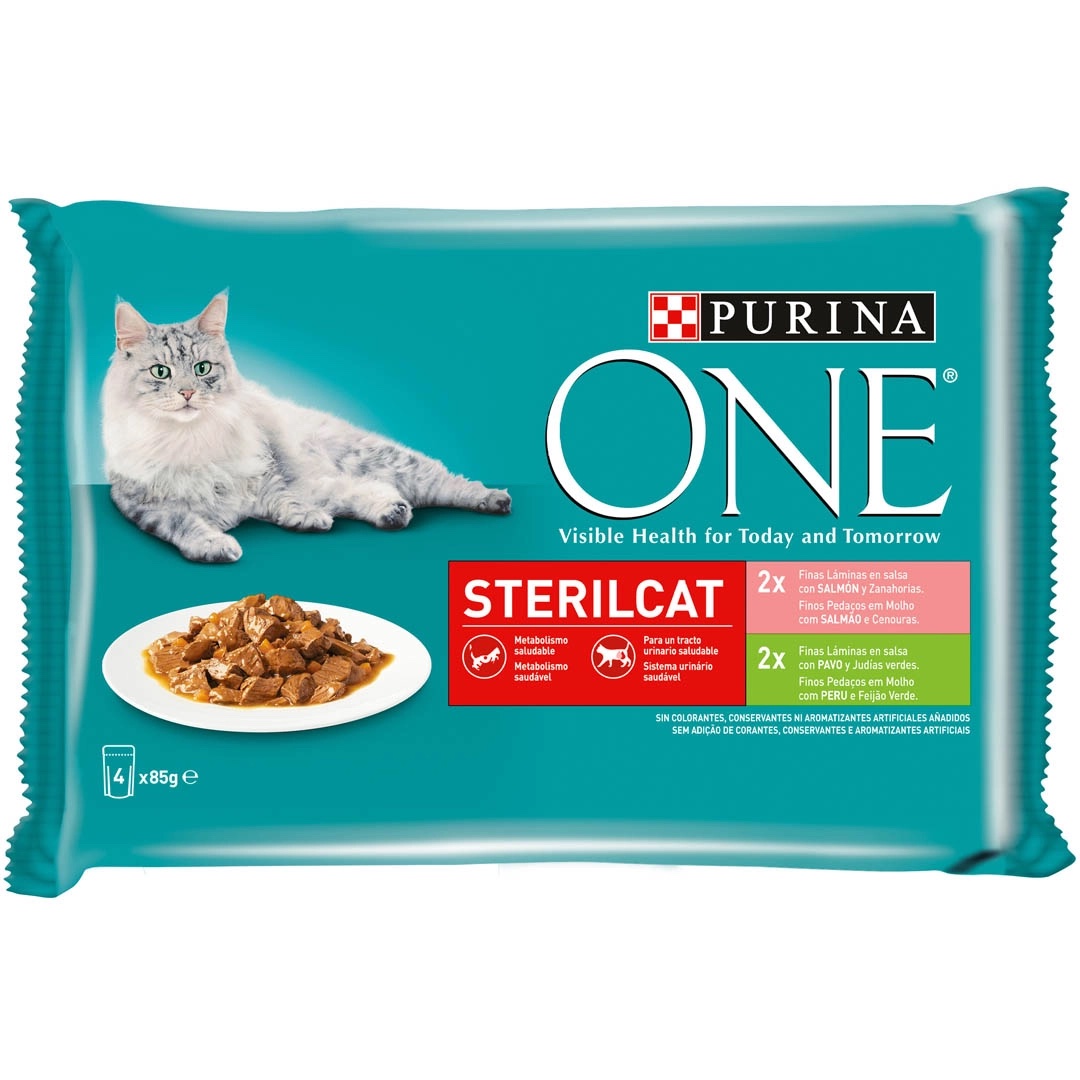 PURINA
ONE®
Visible Health for Today and Tomorrow
STERILCAT
Metabolismo
saludable
Metabolismo
saudável
Para un tracto
urinario saludable
Sistema urinário
saudável
2x
Finas Láminas en salsa
con SALMÓN y Zanahorias.
Finos Pedaços em Molho
com SALMÃO e Cenouras.
2x
Finas Láminas en salsa
con PAVO y Judías verdes.
Finos Pedaços em Molho
com PERU e Feijão Verde.
SIN COLORANTES, CONSERVANTES NI AROMATIZANTES ARTIFICIALES AÑADIDOS
SEM ADIÇÃO DE CORANTES, CONSERVANTES E AROMATIZANTES ARTIFICIAIS
4 x85g ℮